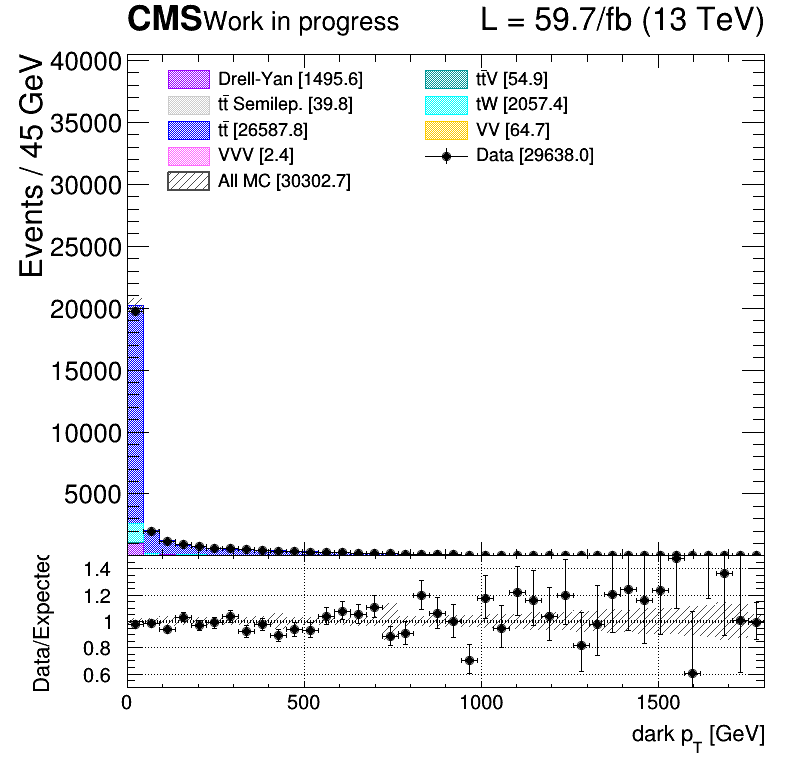 CMS Work in progress L = 59.7/fb (13 TeV)
Events / 45 GeV
40000
35000
30000
25000
20000
15000
10000
5000
Drell-Yan [1495.6]
tt̄ Semilep. [39.8]
tt̄ [26587.8]
VVV [2.4]
All MC [30302.7]
tt̄V [54.9]
tW [2057.4]
VV [64.7]
Data [29638.0]
Data/Expected
1.4
1.2
1
0.8
0.6
0 500 1000 1500
dark p_T [GeV]